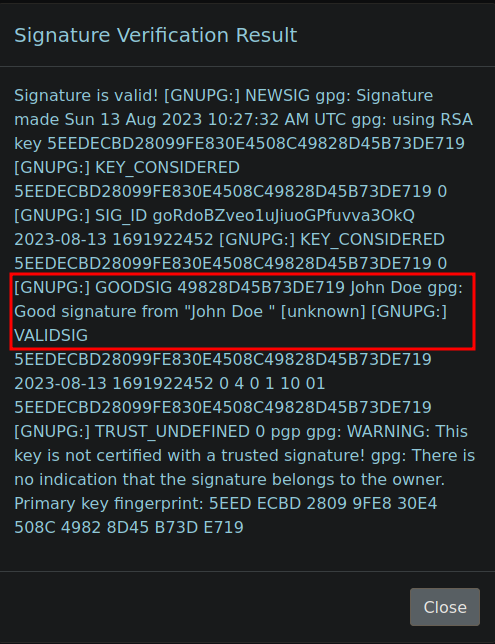 Signature Verification Result
Signature is valid! [GNUPG:] NEWSIG gpg: Signature
made Sun 13 Aug 2023 10:27:32 AM UTC gpg: using RSA
key 5EEDECBD28099FE830E4508C49828D45B73DE719
[GNUPG:] KEY_CONSIDERED
5EEDECBD28099FE830E4508C49828D45B73DE719 0
[GNUPG:] SIG_ID goRdoBZveo1uJiuoGPfuvva3OkQ
2023-08-13 1691922452 [GNUPG:] KEY_CONSIDERED
5EEDECBD28099FE830E4508C49828D45B73DE719 0
[GNUPG:] GOODSIG 49828D45B73DE719 John Doe gpg:
Good signature from "John Doe " [unknown] [GNUPG:]
VALIDSIG
5EEDECBD28099FE830E4508C49828D45B73DE719
2023-08-13 1691922452 0 4 0 1 10 01
5EEDECBD28099FE830E4508C49828D45B73DE719
[GNUPG:] TRUST_UNDEFINED 0 pgp gpg: WARNING: This
key is not certified with a trusted signature! gpg: There is
no indication that the signature belongs to the owner.
Primary key fingerprint: 5EED ECBD 2809 9FE8 30E4
508C 4982 8D45 B73D E719
Close